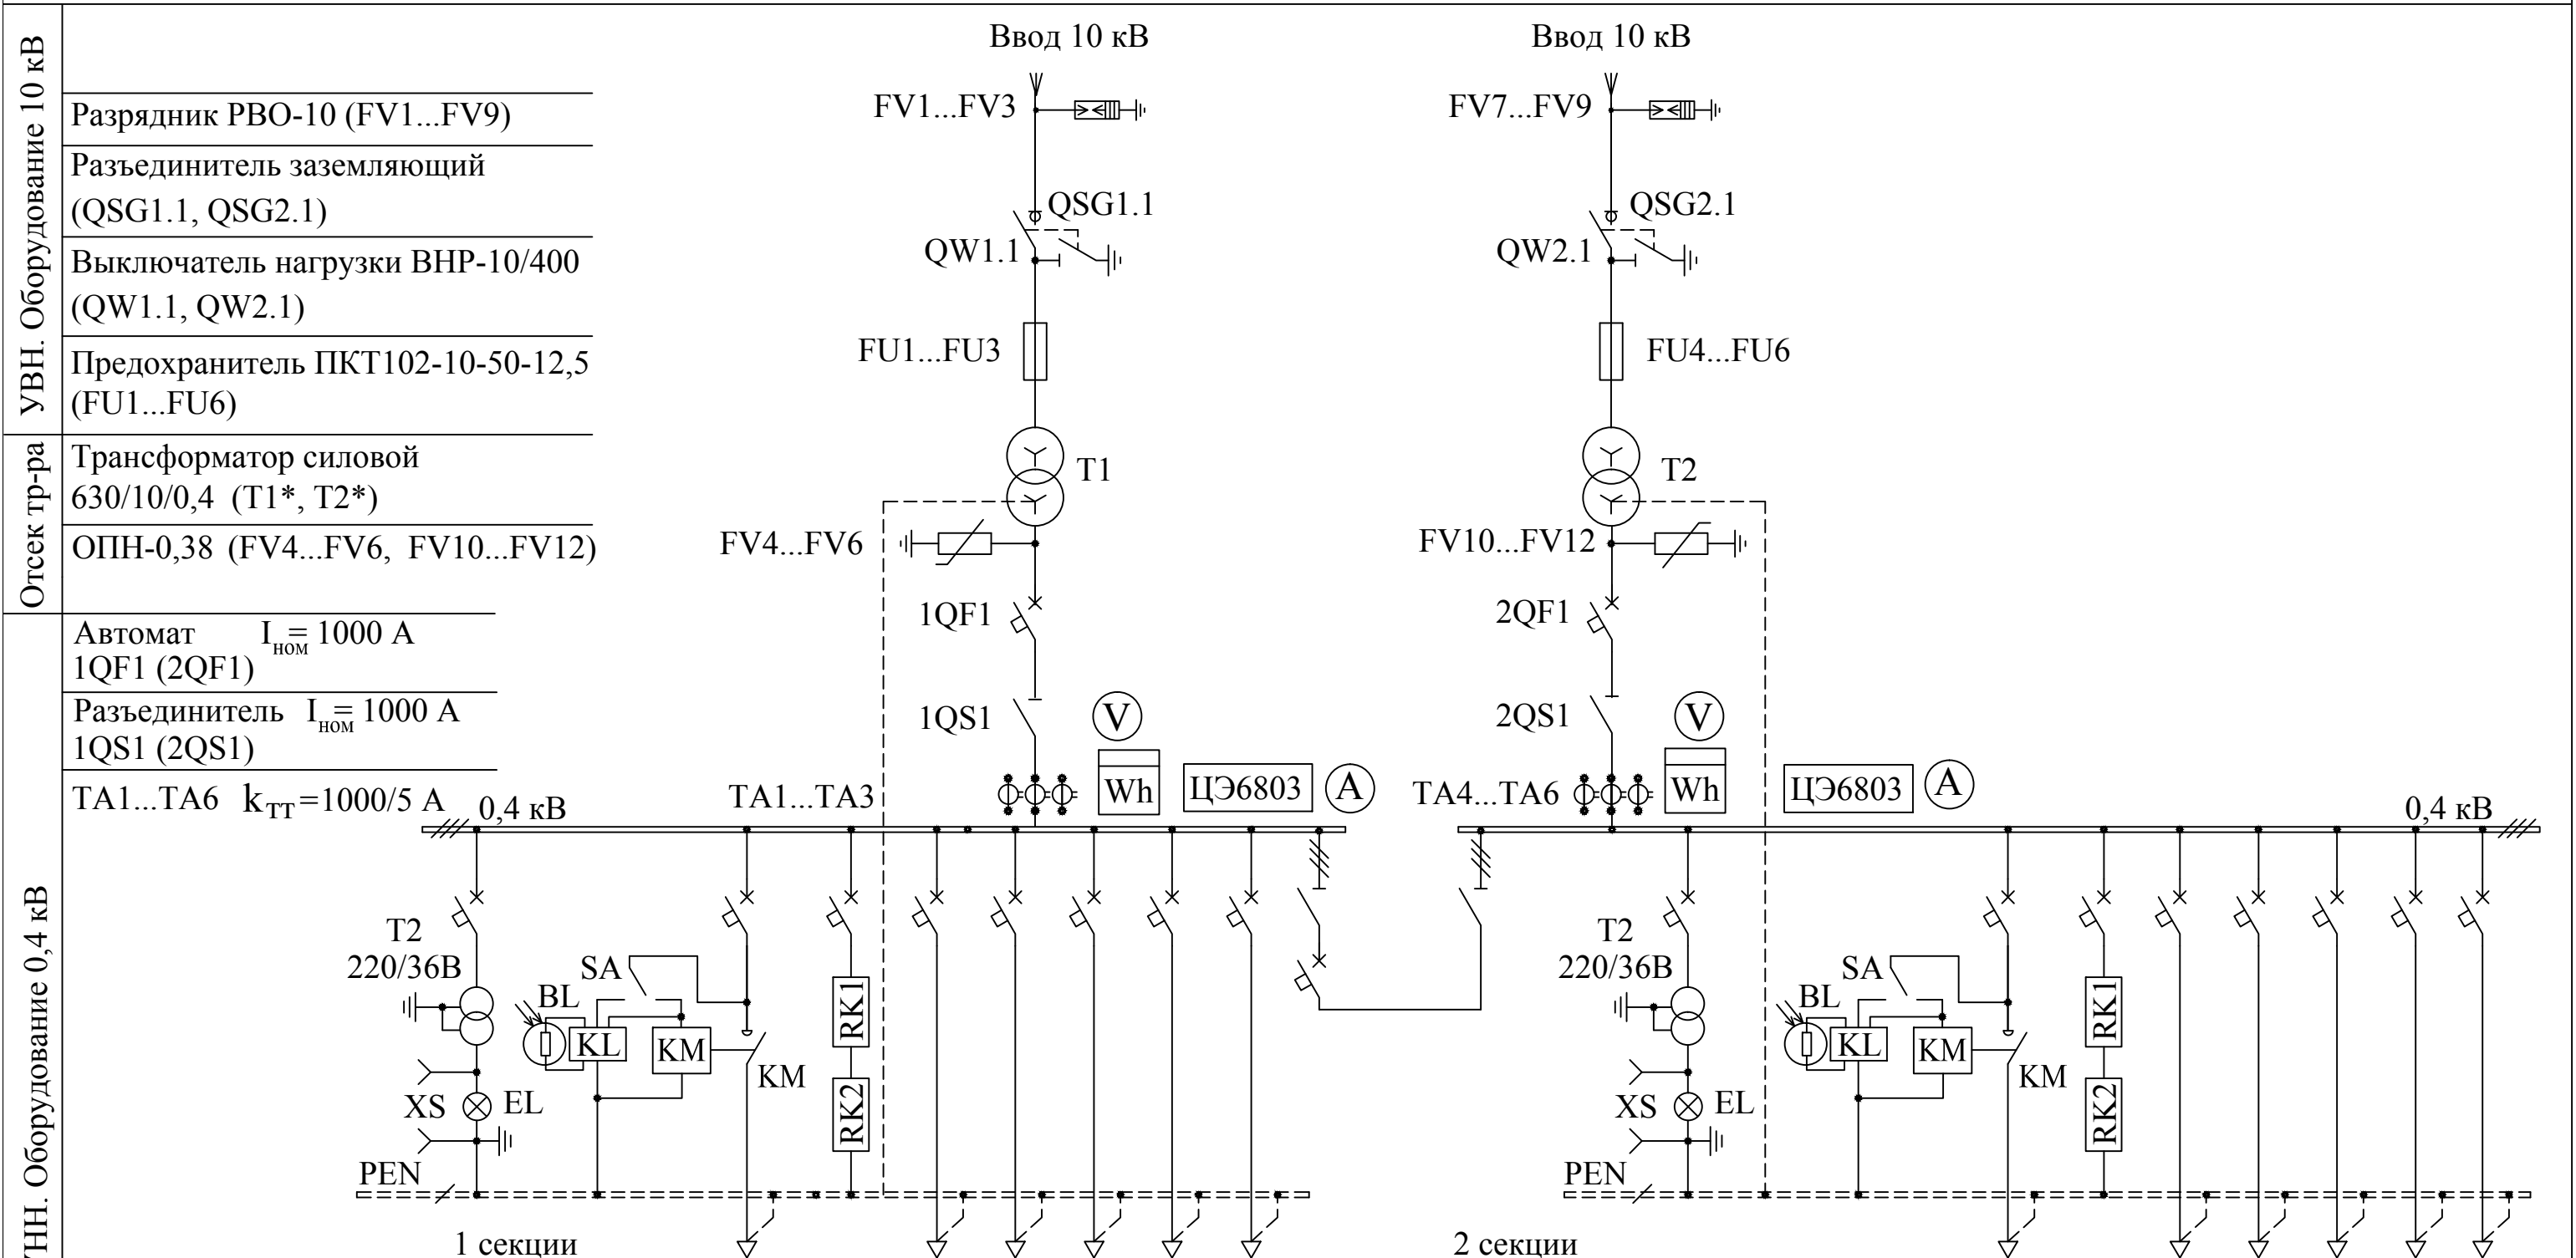 УВН. Оборудование 10 кВ
Разрядник РВО-10 (FV1...FV9)
Разъединитель заземляющий
(QSG1.1, QSG2.1)
Выключатель нагрузки ВНР-10/400
(QW1.1, QW2.1)
Предохранитель ПКТ102-10-50-12,5
(FU1...FU6)
Отсек тр-ра
Трансформатор силовой
630/10/0,4 (Т1*, Т2*)
ОПН-0,38 (FV4...FV6, FV10...FV12)
Автомат Iном= 1000 А
1QF1 (2QF1)
Разъединитель Iном= 1000 А
1QS1 (2QS1)
ТА1...ТА6 kтт=1000/5 А
НН. Оборудование 0,4 кВ
Ввод 10 кВ
FV1...FV3
QSG1.1
QW1.1
FU1...FU3
Т1
FV4...FV6
1QF1
1QS1
V
Wh
ЦЭ6803
A
ТА1...ТА3
0,4 кВ
Т2
220/36В
SA
BL
KL
KM
KM
RK1
RK2
XS
EL
PEN
1 секции
Ввод 10 кВ
FV7...FV9
QSG2.1
QW2.1
FU4...FU6
Т2
FV10...FV12
2QF1
2QS1
V
Wh
ЦЭ6803
A
ТА4...ТА6
0,4 кВ
Т2
220/36В
SA
BL
KL
KM
KM
RK1
RK2
XS
EL
PEN
2 секции